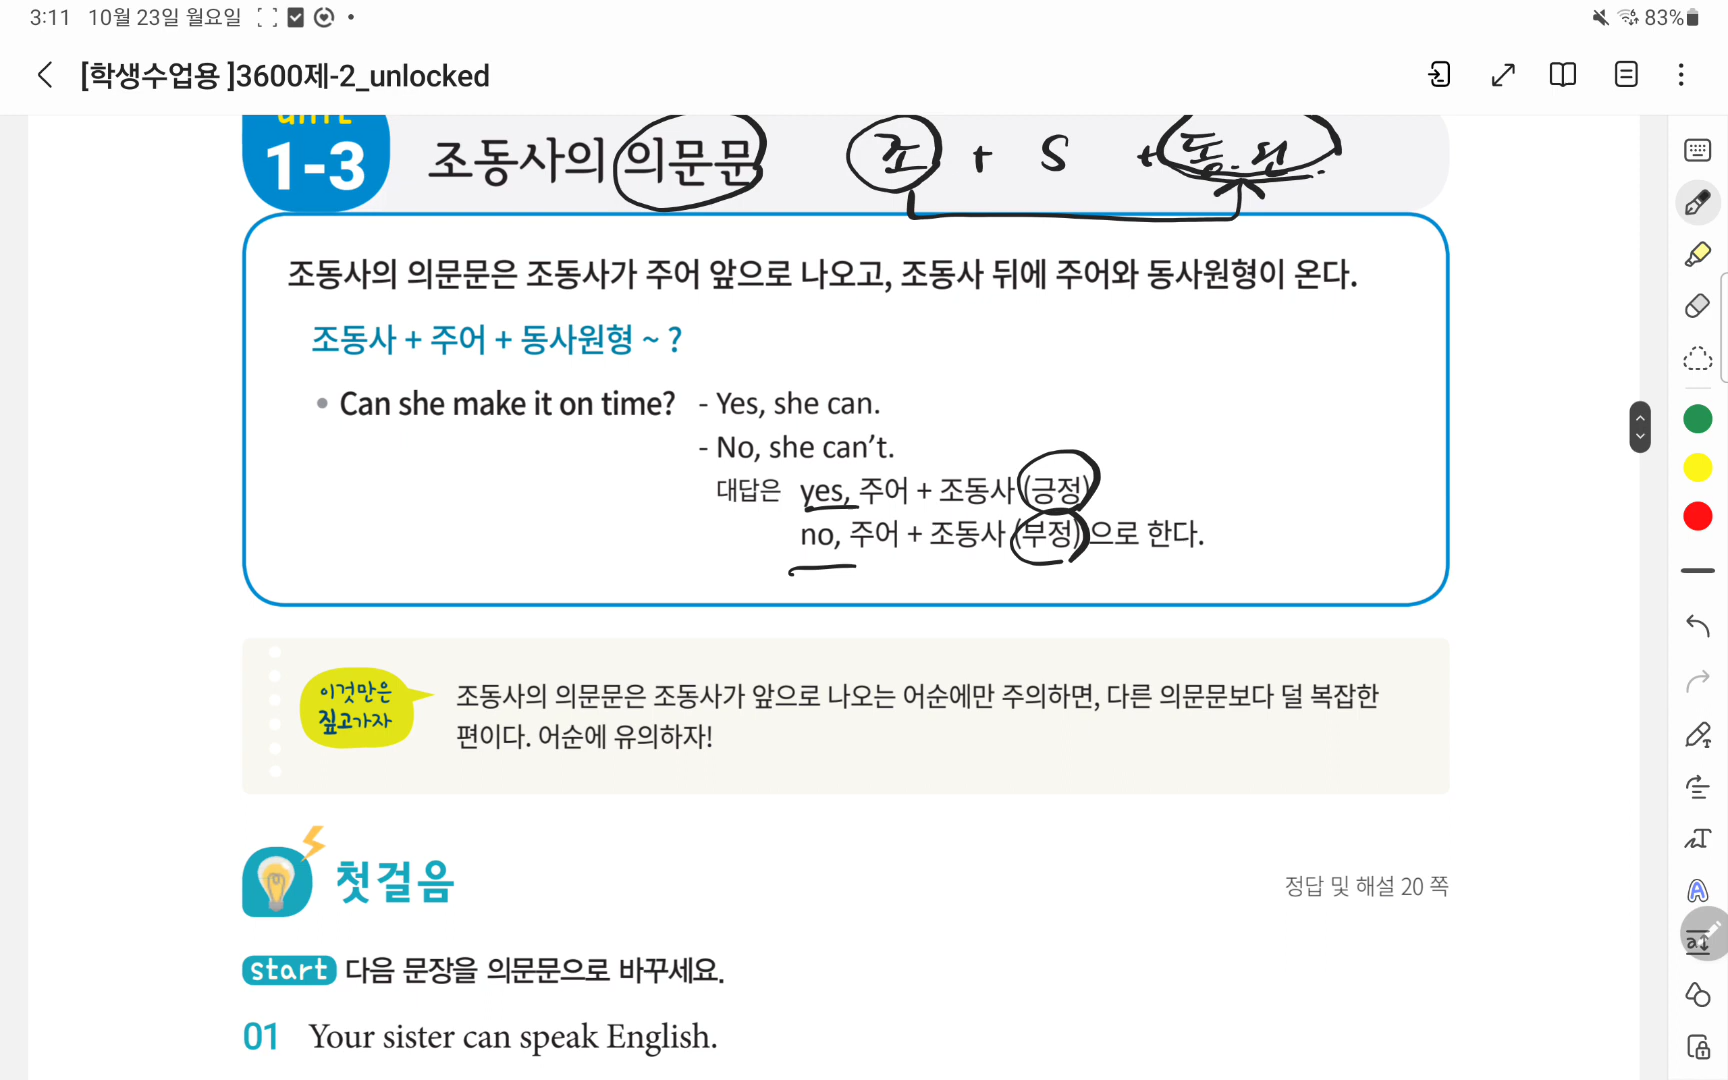 3:11 10월 23일 월요일
83%
[학생수업용 ]3600제-2_unlocked
UNIT
1-3 조동사의 의문문 조 + S + 동.원
조동사의 의문문은 조동사가 주어 앞으로 나오고, 조동사 뒤에 주어와 동사원형이 온다.
조동사 + 주어 + 동사원형 ~ ?
• Can she make it on time? - Yes, she can.
- No, she can’t.
대답은 yes, 주어 + 조동사 (긍정)
no, 주어 + 조동사 (부정)으로 한다.
이것만은
짚고가자
조동사의 의문문은 조동사가 앞으로 나오는 어순에만 주의하면, 다른 의문문보다 덜 복잡한
편이다. 어순에 유의하자!
첫걸음
정답 및 해설 20 쪽
start 다음 문장을 의문문으로 바꾸세요.
01 Your sister can speak English.